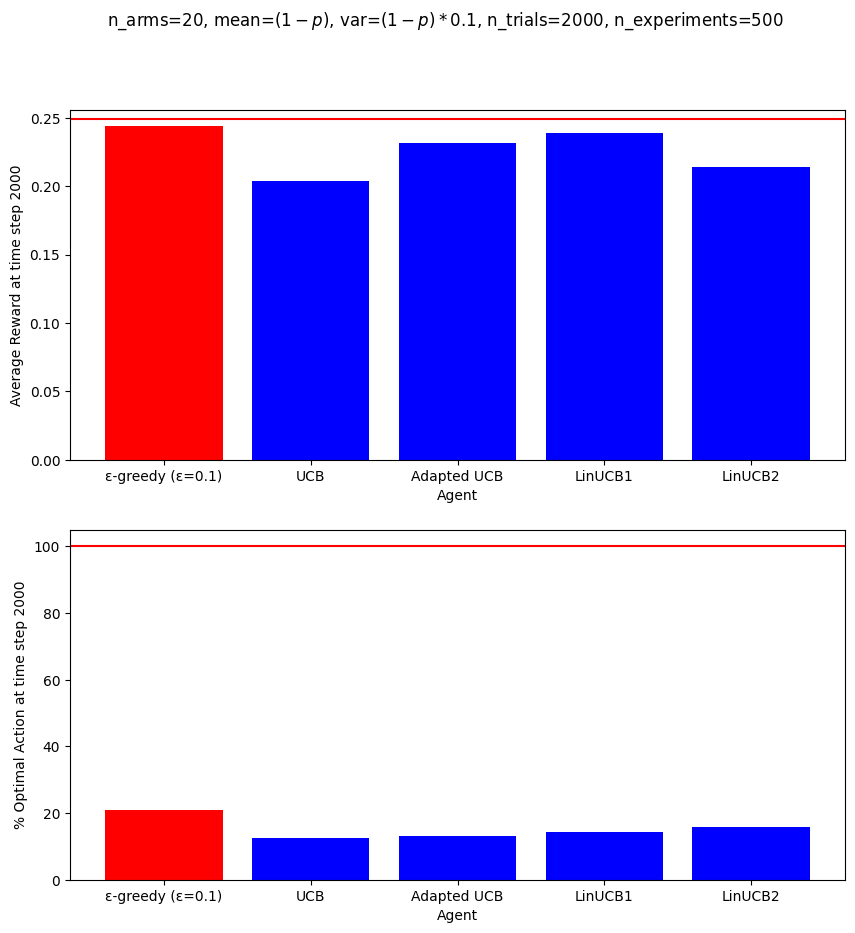 n_arms=20, mean=(1 − p), var=(1 − p) * 0.1, n_trials=2000, n_experiments=500
Average Reward at time step 2000
0.25
0.20
0.15
0.10
0.05
0.00
ε-greedy (ε=0.1) UCB Adapted UCB LinUCB1 LinUCB2
Agent
% Optimal Action at time step 2000
100
80
60
40
20
0
ε-greedy (ε=0.1) UCB Adapted UCB LinUCB1 LinUCB2
Agent